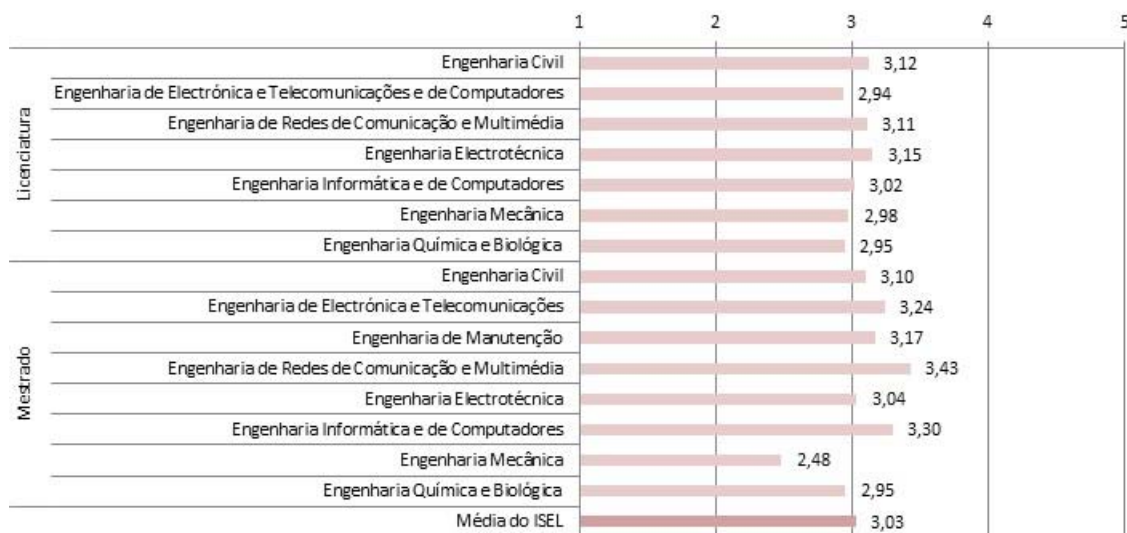 1 2 3 4 5
Licenciatura
Engenharia Civil 3,12
Engenharia de Electrónica e Telecomunicações e de Computadores 2,94
Engenharia de Redes de Comunicação e Multimédia 3,11
Engenharia Electrotécnica 3,15
Engenharia Informática e de Computadores 3,02
Engenharia Mecânica 2,98
Engenharia Química e Biológica 2,95
Mestrado
Engenharia Civil 3,10
Engenharia de Electrónica e Telecomunicações 3,24
Engenharia de Manutenção 3,17
Engenharia de Redes de Comunicação e Multimédia 3,43
Engenharia Electrotécnica 3,04
Engenharia Informática e de Computadores 3,30
Engenharia Mecânica 2,48
Engenharia Química e Biológica 2,95
Média do ISEL 3,03